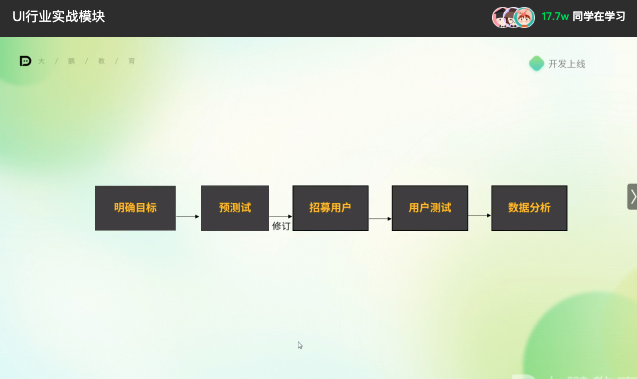 UI行业实战模块
17.7w 同学在学习
大 / 麟 / 教 / 育
开发上线
明确目标
预测试
修订
招募用户
用户测试
数据分析